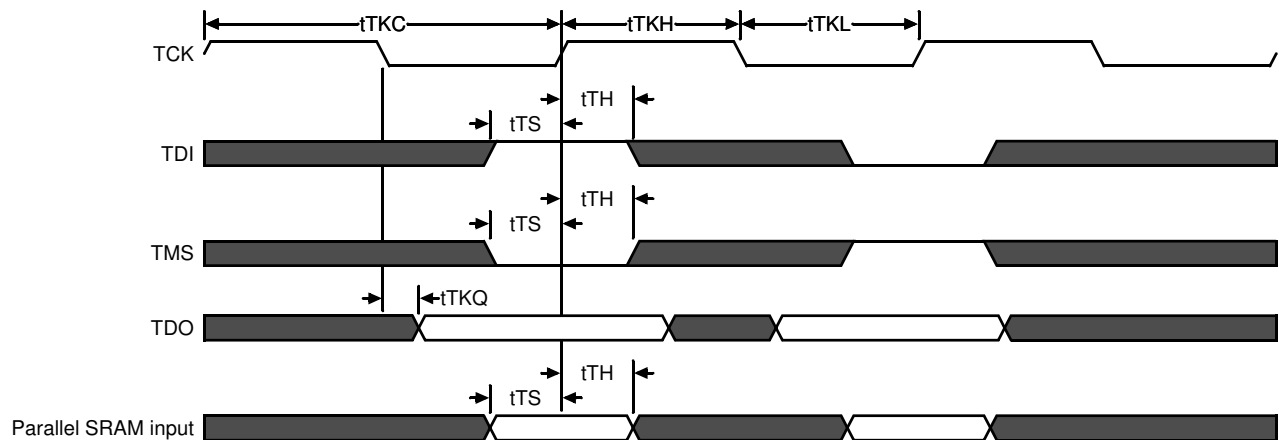 tTKC
tTKH
tTKL
TCK
tTH
tTS
TDI
tTH
tTS
TMS
tTKQ
TDO
tTH
tTS
Parallel SRAM input